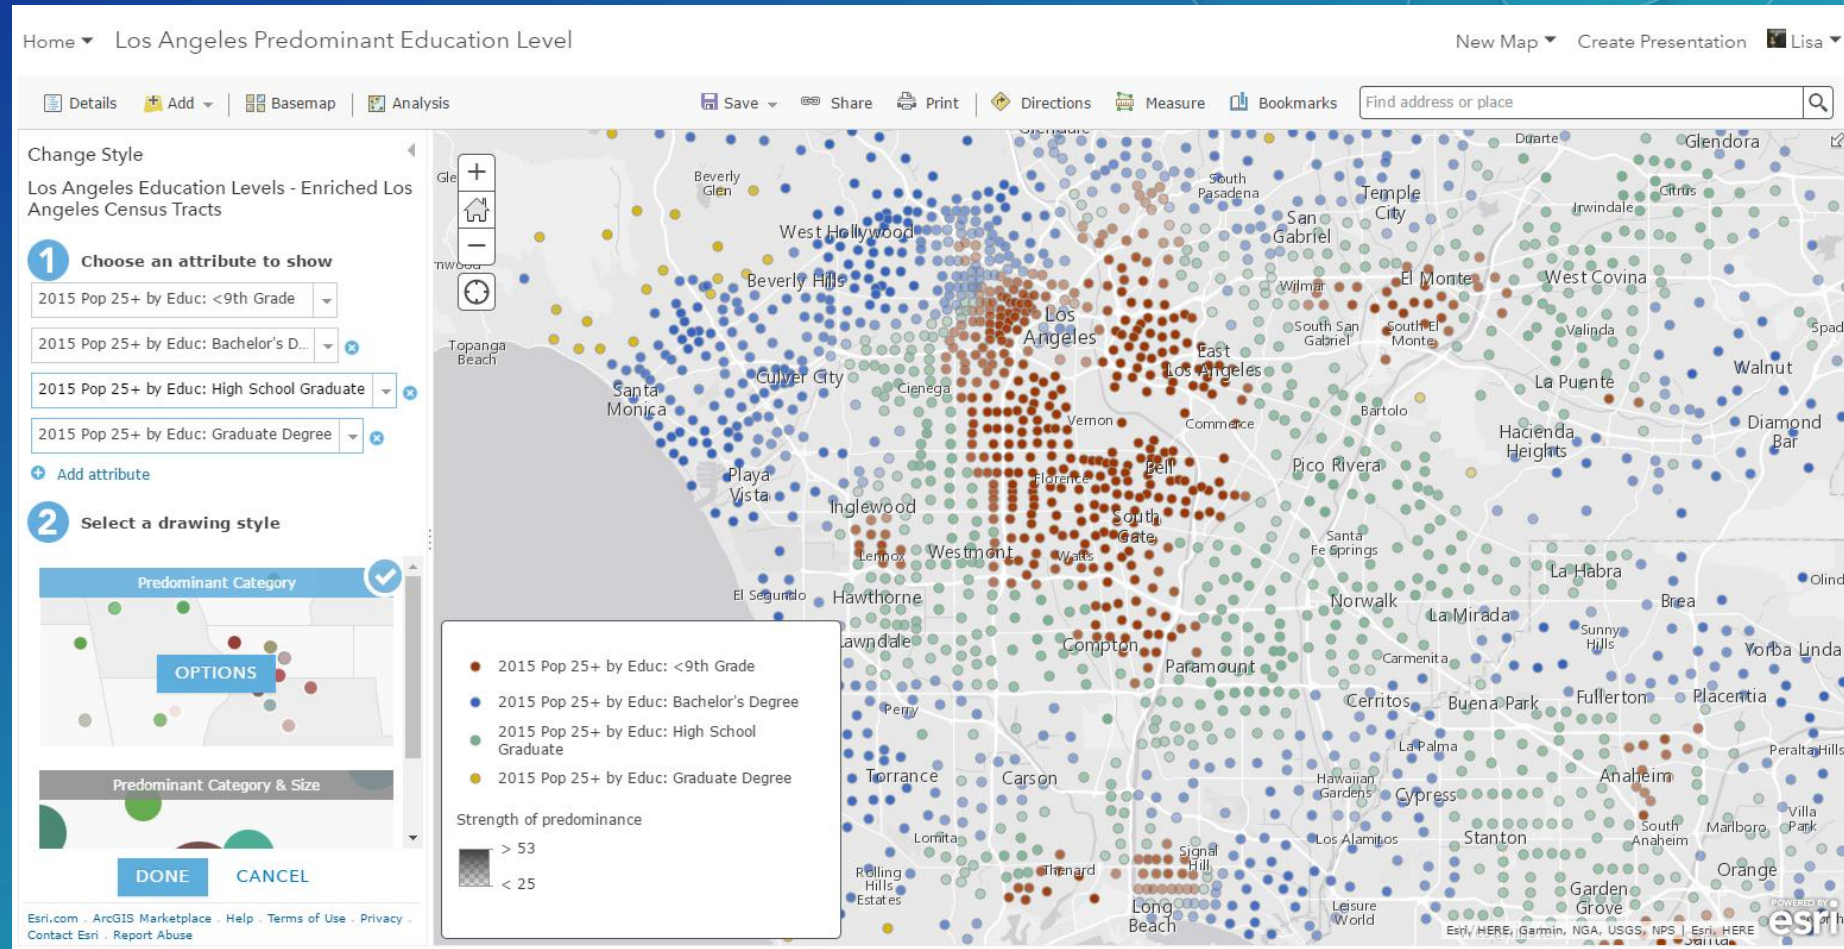 Home
Los Angeles Predominant Education Level
New Map
Create Presentation
Lisa
Details
Add
Basemap
Analysis
Save
Share
Print
Directions
Measure
Bookmarks
Find address or place
Change Style
Los Angeles Education Levels - Enriched Los
Angeles Census Tracts
1
Choose an attribute to show
2015 Pop 25+ by Educ: <9th Grade
2015 Pop 25+ by Educ: Bachelor's D...
2015 Pop 25+ by Educ: High School Graduate
2015 Pop 25+ by Educ: Graduate Degree
Add attribute
2
Select a drawing style
Predominant Category
OPTIONS
Predominant Category & Size
DONE
CANCEL
Esri.com . ArcGIS Marketplace . Help . Terms of Use . Privacy .
Contact Esri . Report Abuse
Glendale
Duarte
Glendora
Beverly
Glen
South
Pasadena
Temple
City
Citrus
Irwindale
San
Gabriel
West Hollywood
Beverly Hills
Wilmar
El Monte
West Covina
Los
Angeles
South San
Gabriel
South El
Monte
Valinda
Topanga
Beach
East
Los Angeles
Walnut
Culver City
Cienega
La Puente
Santa
Monica
Bartolo
Vernon
Commerce
Diamond
Bar
Hacienda
Heights
Playa
Vista
Florence
Bell
Pico Rivera
Inglewood
South
Gate
Santa
Fe Springs
Lennox
Westmont
Watts
La Habra
El Segundo
Hawthorne
Norwalk
La Mirada
Brea
Lawndale
Compton
Paramount
Carmenita
Sunny
Hills
Yorba Linda
Perry
Cerritos
Buena Park
Fullerton
Placentia
La Palma
Peralta Hills
Torrance
Carson
Hawaiian
Gardens
Cypress
Anaheim
Lomita
Los Alamitos
Stanton
South
Anaheim
Marlboro
Villa
Park
Signal
Hill
Rolling
Hills
Estates
Thenard
Orange
Long
Beach
Leisure
World
Garden
Grove
2015 Pop 25+ by Educ: <9th Grade
2015 Pop 25+ by Educ: Bachelor's Degree
2015 Pop 25+ by Educ: High School
Graduate
2015 Pop 25+ by Educ: Graduate Degree
Strength of predominance
> 53
< 25
Esri, HERE, Garmin, NGA, USGS, NPS | Esri, HERE
POWERED BY
esri